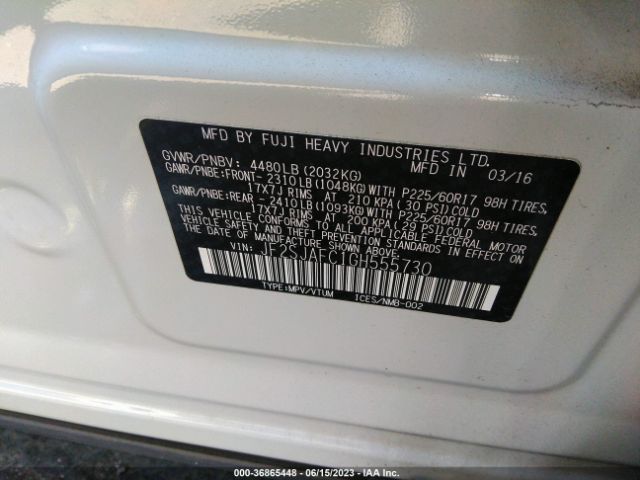 MFD BY FUJI HEAVY INDUSTRIES LTD.
MFD IN 03/16
GVWR/PNBV: 4480LB (2032KG)
GAWR/PNBE:FRONT-2310LB(1048KG)WITH P225/60R17 98H TIRES,
17X7J RIMS AT 210 KPA(30 PSI)COLD
GAWR/PNBE:REAR -2410LB(1093KG)WITH P225/60R17 98H TIRES,
17X7J RIMS AT 200 KPA(29 PSI)COLD
THIS VEHICLE CONFORMS TO ALL APPLICABLE FEDERAL MOTOR
VEHICLE SAFETY, BUMPER, AND THEFT PREVENTION STANDARDS IN EFFECT ON
THE DATE OF MANUFACTURE SHOWN ABOVE.
VIN: JF2SJAFC1GH555730
TYPE:MPV/VTUM ICES/NMB-002
000-36865448 - 06/15/2023 - IAA Inc.